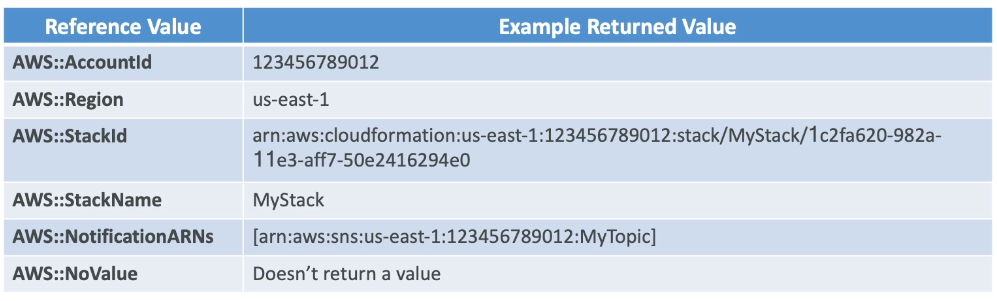 Reference Value Example Returned Value
AWS::AccountId 123456789012
AWS::Region us-east-1
AWS::StackId arn:aws:cloudformation:us-east-1:123456789012:stack/MyStack/1c2fa620-982a-
11e3-aff7-50e2416294e0
AWS::StackName MyStack
AWS::NotificationARNs [arn:aws:sns:us-east-1:123456789012:MyTopic]
AWS::NoValue Doesn’t return a value